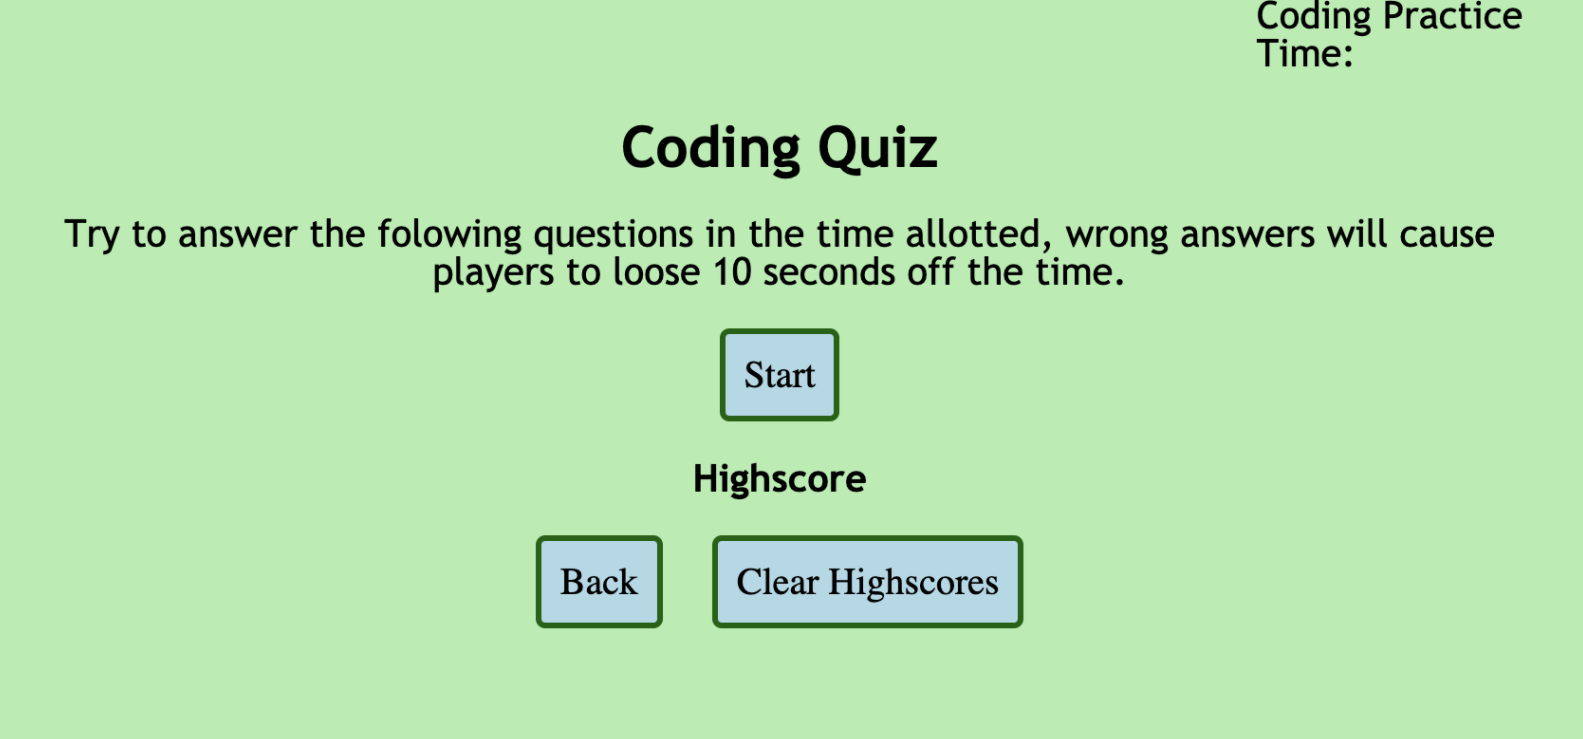 Coding Practice
Time:
Coding Quiz
Try to answer the folowing questions in the time allotted, wrong answers will cause
players to loose 10 seconds off the time.
Start
Highscore
Back
Clear Highscores